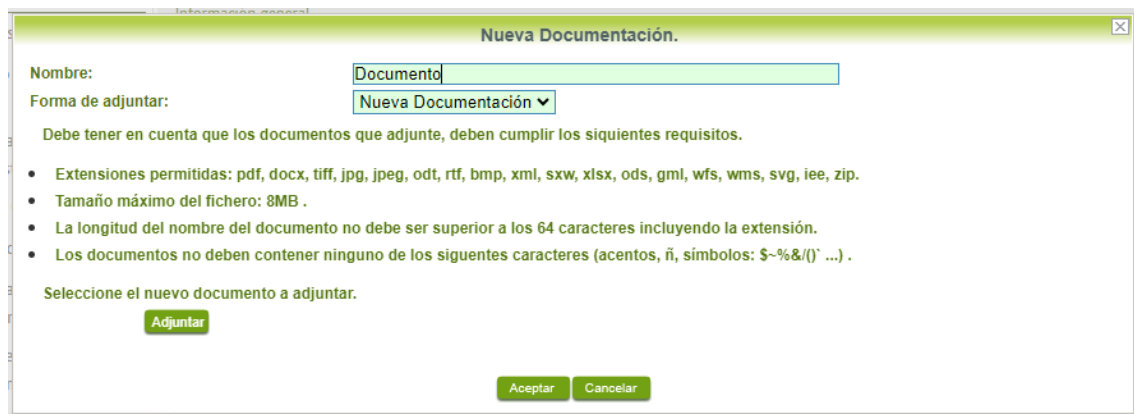 Información general
Nueva Documentación.
Nombre:
Documento
Forma de adjuntar:
Nueva Documentación
Debe tener en cuenta que los documentos que adjunte, deben cumplir los siquientes requisitos.
• Extensiones permitidas: pdf, docx, tiff, jpg, jpeg, odt, rtf, bmp, xml, sxw, xlsx, ods, gml, wfs, wms, svg, iee, zip.
• Tamaño máximo del fichero: 8MB .
• La longitud del nombre del documento no debe ser superior a los 64 caracteres incluyendo la extensión.
• Los documentos no deben contener ninguno de los siguentes caracteres (acentos, ñ, símbolos: $~%&/()` ...) .
Seleccione el nuevo documento a adjuntar.
Adjuntar
Aceptar Cancelar